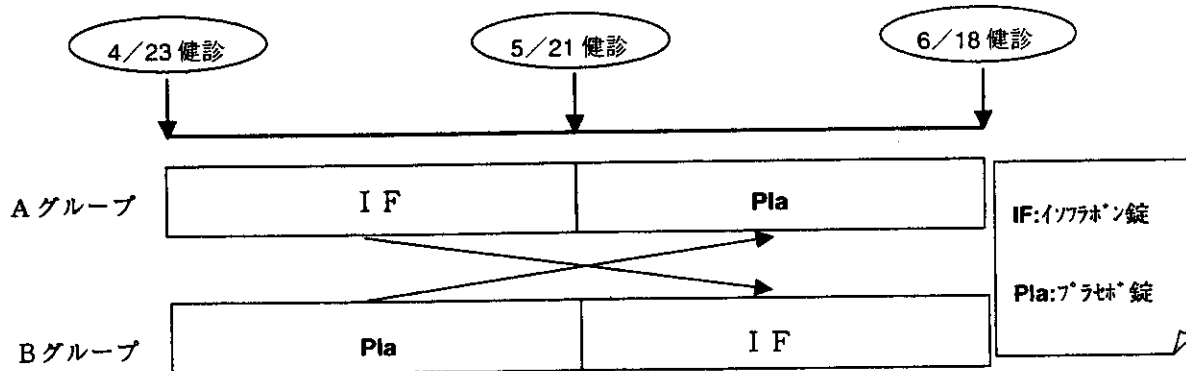 4/23 健診
5/21 健診
6/18 健診
Aグループ
IF
Pla
IF:イソフラボン錠
Pla:プラセボ錠
Bグループ
Pla
IF